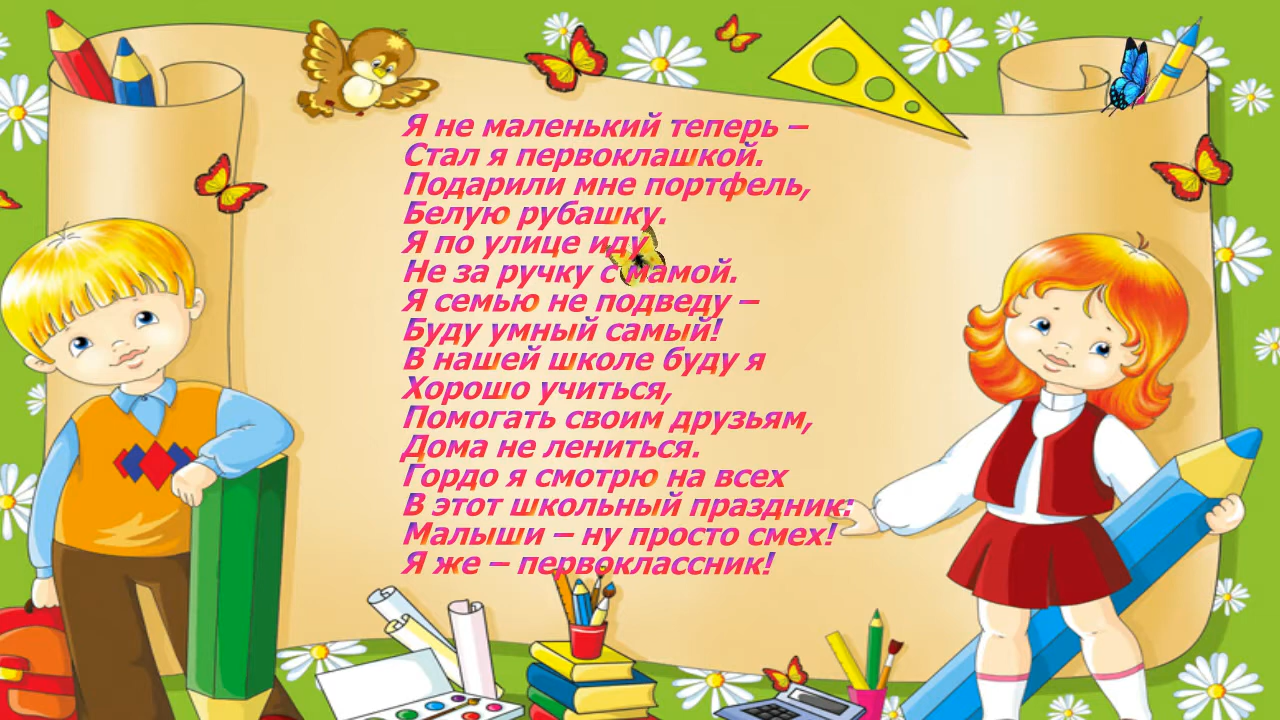 Я не маленький теперь –
Стал я первоклашкой.
Подарили мне портфель,
Белую рубашку.
Я по улице иду
Не за ручку с мамой.
Я семью не подведу –
Буду умный самый!
В нашей школе буду я
Хорошо учиться,
Помогать своим друзьям,
Дома не лениться.
Гордо я смотрю на всех
В этот школьный праздник:
Малыши – ну просто смех!
Я же – первоклассник!